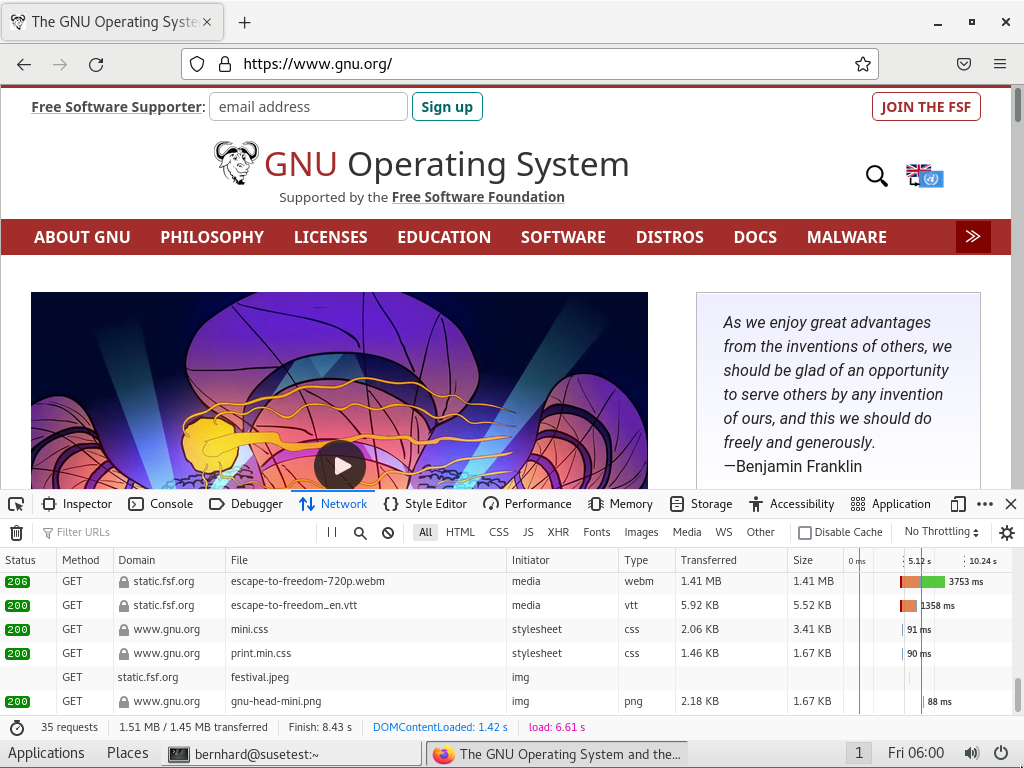 The GNU Operating Syste
https://www.gnu.org/
Free Software Supporter: email address Sign up JOIN THE FSF
GNU Operating System
Supported by the Free Software Foundation
ABOUT GNU PHILOSOPHY LICENSES EDUCATION SOFTWARE DISTROS DOCS MALWARE
As we enjoy great advantages
from the inventions of others, we
should be glad of an opportunity
to serve others by any invention
of ours, and this we should do
freely and generously.
—Benjamin Franklin
Inspector Console Debugger Network Style Editor Performance Memory Storage Accessibility Application
Filter URLs All HTML CSS JS XHR Fonts Images Media WS Other Disable Cache No Throttling
Status Method Domain File Initiator Type Transferred Size 0 ms 5.12 s 10.24 s
206 GET static.fsf.org escape-to-freedom-720p.webm media webm 1.41 MB 1.41 MB 3753 ms
200 GET static.fsf.org escape-to-freedom_en.vtt media vtt 5.92 KB 5.52 KB 1358 ms
200 GET www.gnu.org mini.css stylesheet css 2.06 KB 3.41 KB 91 ms
200 GET www.gnu.org print.min.css stylesheet css 1.46 KB 1.67 KB 90 ms
GET static.fsf.org festival.jpeg img
200 GET www.gnu.org gnu-head-mini.png img png 2.18 KB 1.67 KB 88 ms
35 requests 1.51 MB / 1.45 MB transferred Finish: 8.43 s DOMContentLoaded: 1.42 s load: 6.61 s
Applications Places bernhard@susetest:~ The GNU Operating System and the... 1 Fri 06:00